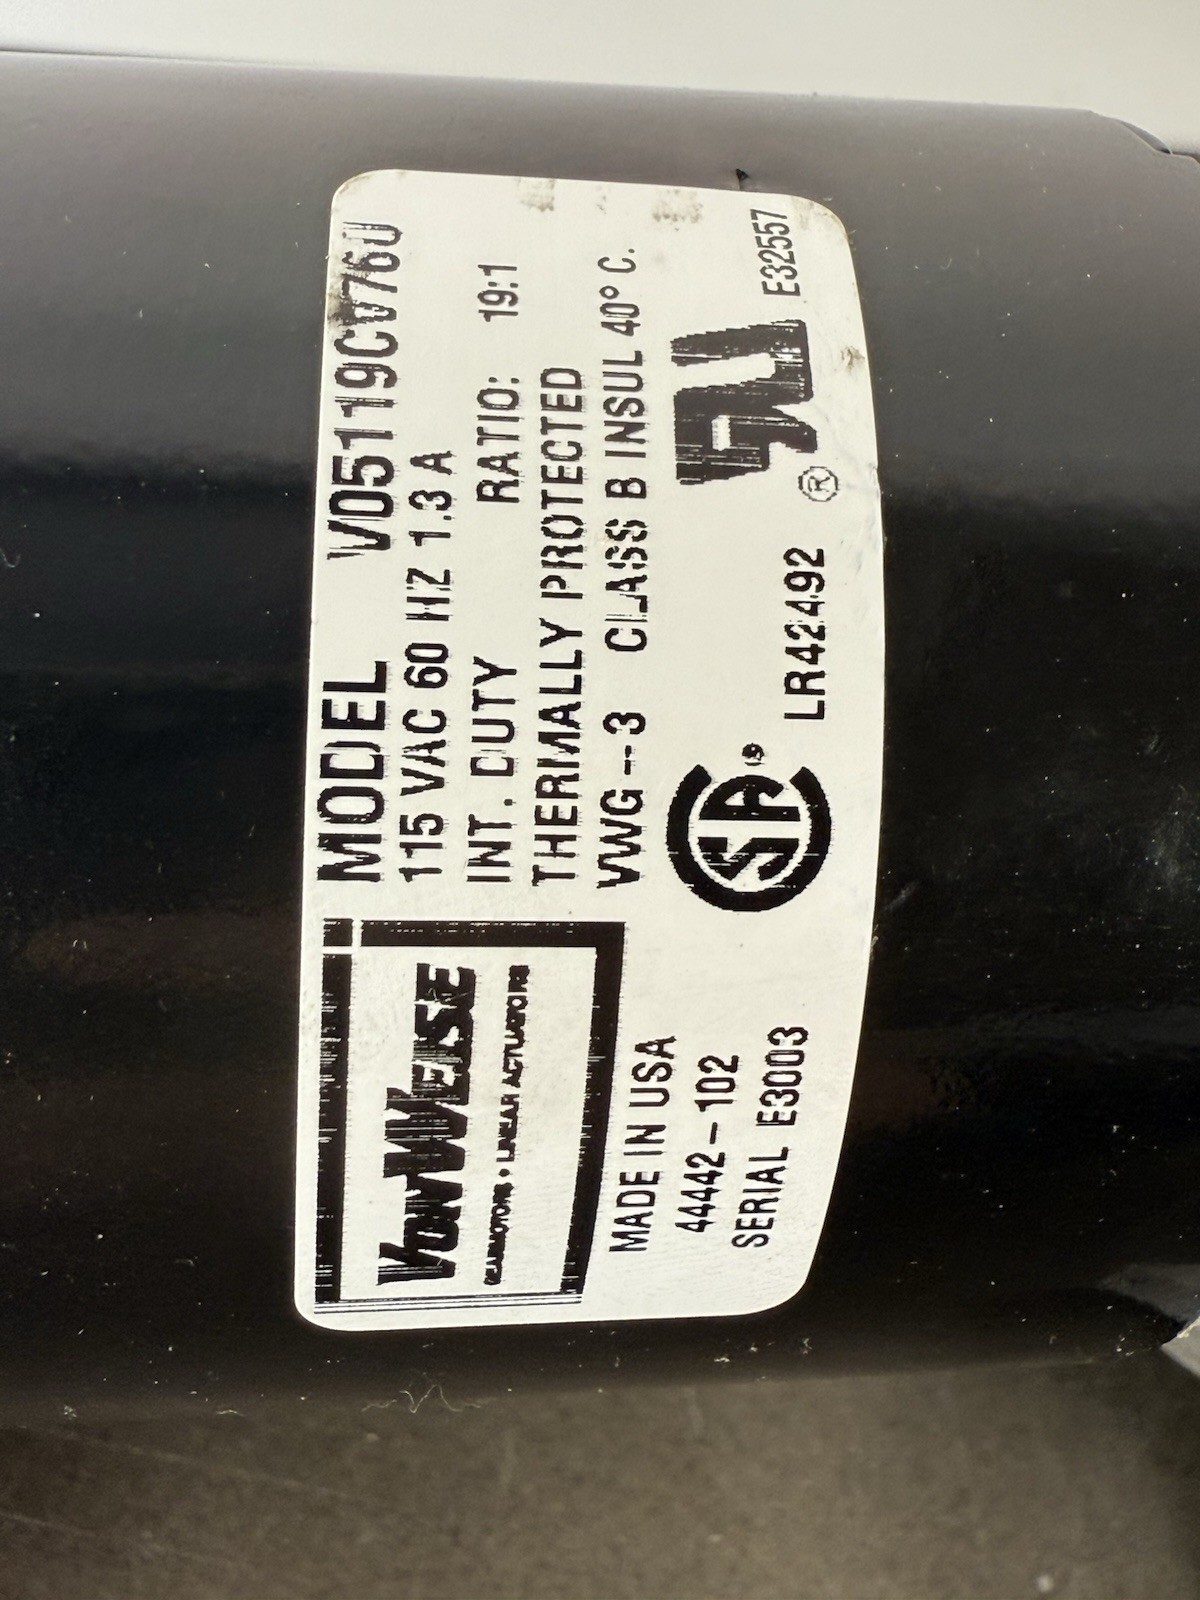 MODEL V05119CV76J
115 VAC 60 HZ 1.3 A
INT. DUTY RATIO: 19:1
THERMALLY PROTECTED
VWG-3 CLASS B INSUL 40° C.
VONWEISE
GEARMOTORS • LINEAR ACTUATORS
MADE IN USA
44442-102
SERIAL E3003
SA ®
LR42492
®
E32557